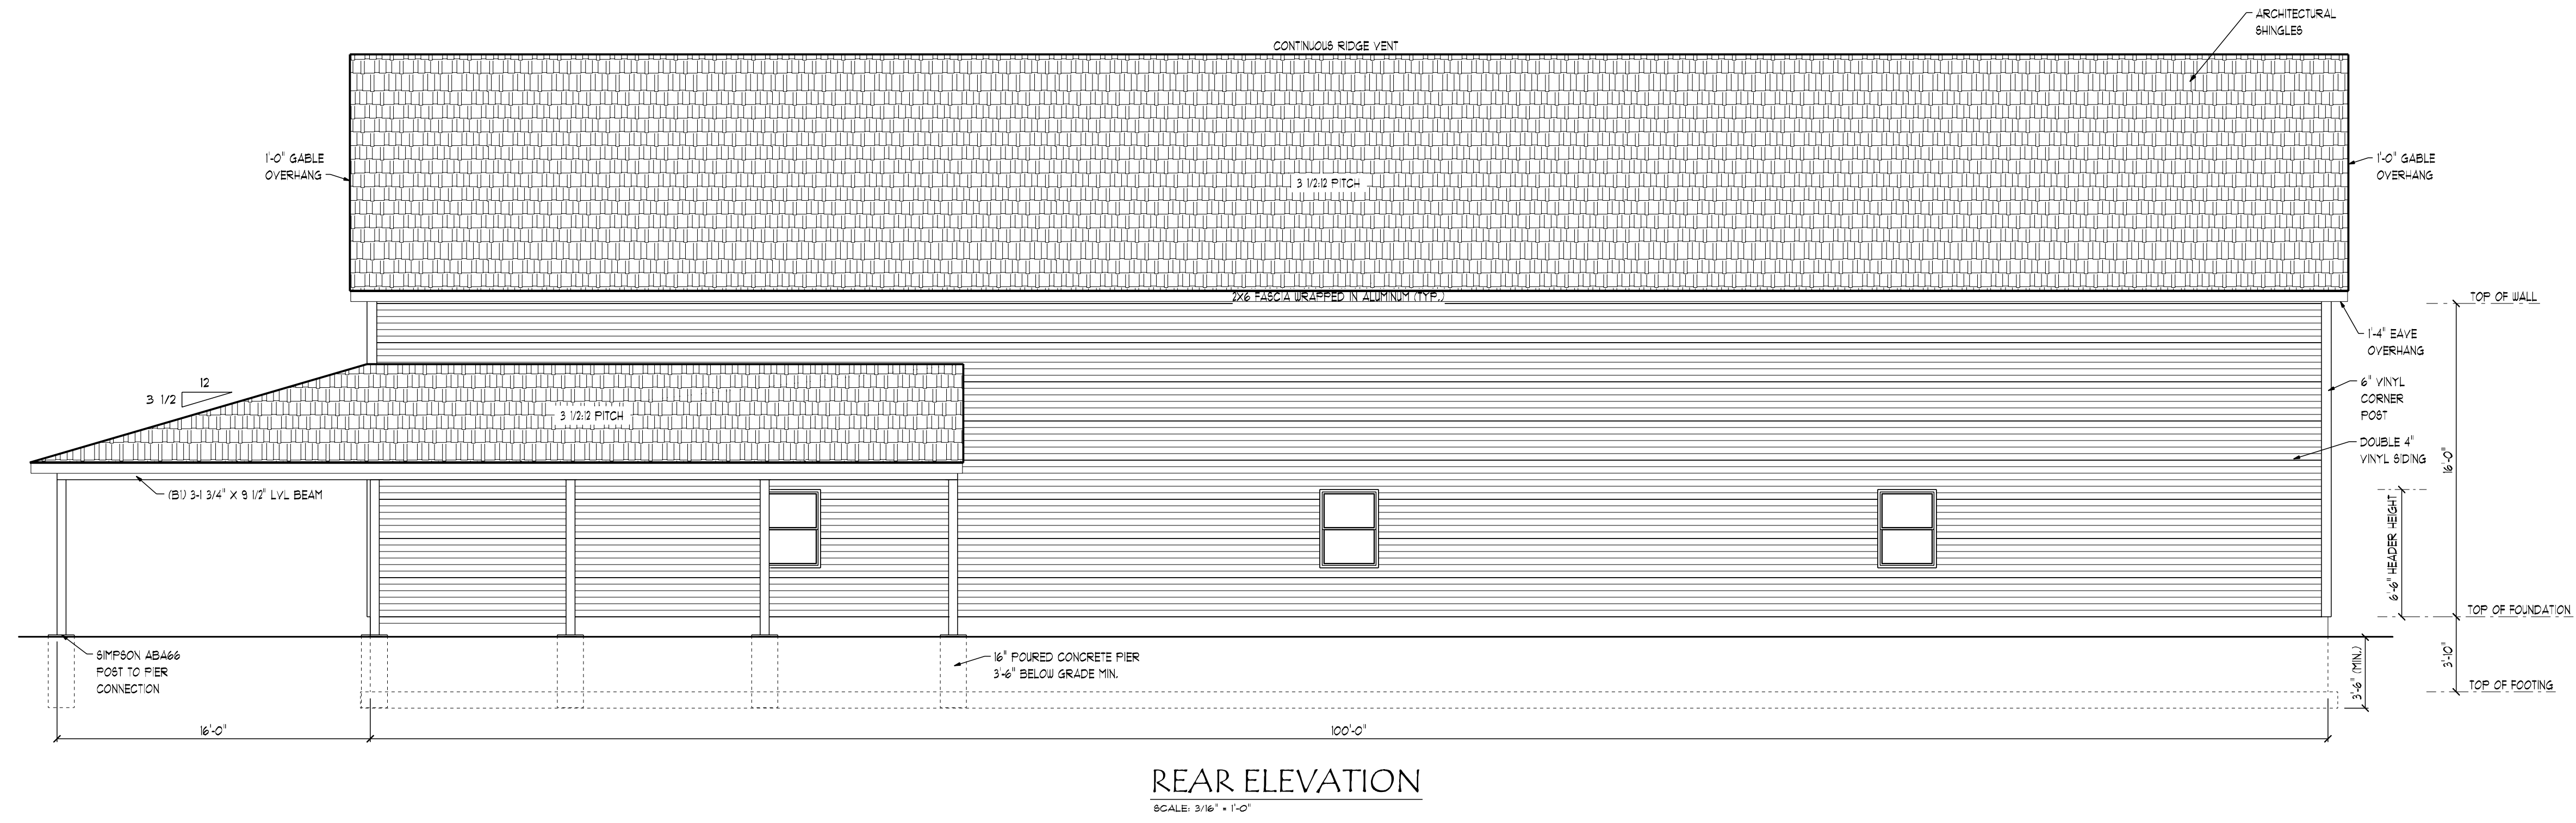 ARCHITECTURAL
SHINGLES
CONTINUOUS RIDGE VENT
1'-0" GABLE
OVERHANG
1'-0" GABLE
OVERHANG
3 1/2:12 PITCH
2X6 FASCIA WRAPPED IN ALUMINUM (TYP.)
TOP OF WALL
1'-4" EAVE
OVERHANG
12
3 1/2
6" VINYL
CORNER
POST
3 1/2:12 PITCH
DOUBLE 4"
VINYL SIDING
16'-0"
(B1) 3-1 3/4" X 9 1/2" LVL BEAM
6'-6" HEADER HEIGHT
TOP OF FOUNDATION
SIMPSON ABA66
POST TO PIER
CONNECTION
16" POURED CONCRETE PIER
3'-6" BELOW GRADE MIN.
3'-6" (MIN.)
3'-10"
TOP OF FOOTING
16'-0"
100'-0"
REAR ELEVATION
SCALE: 3/16" = 1'-0"